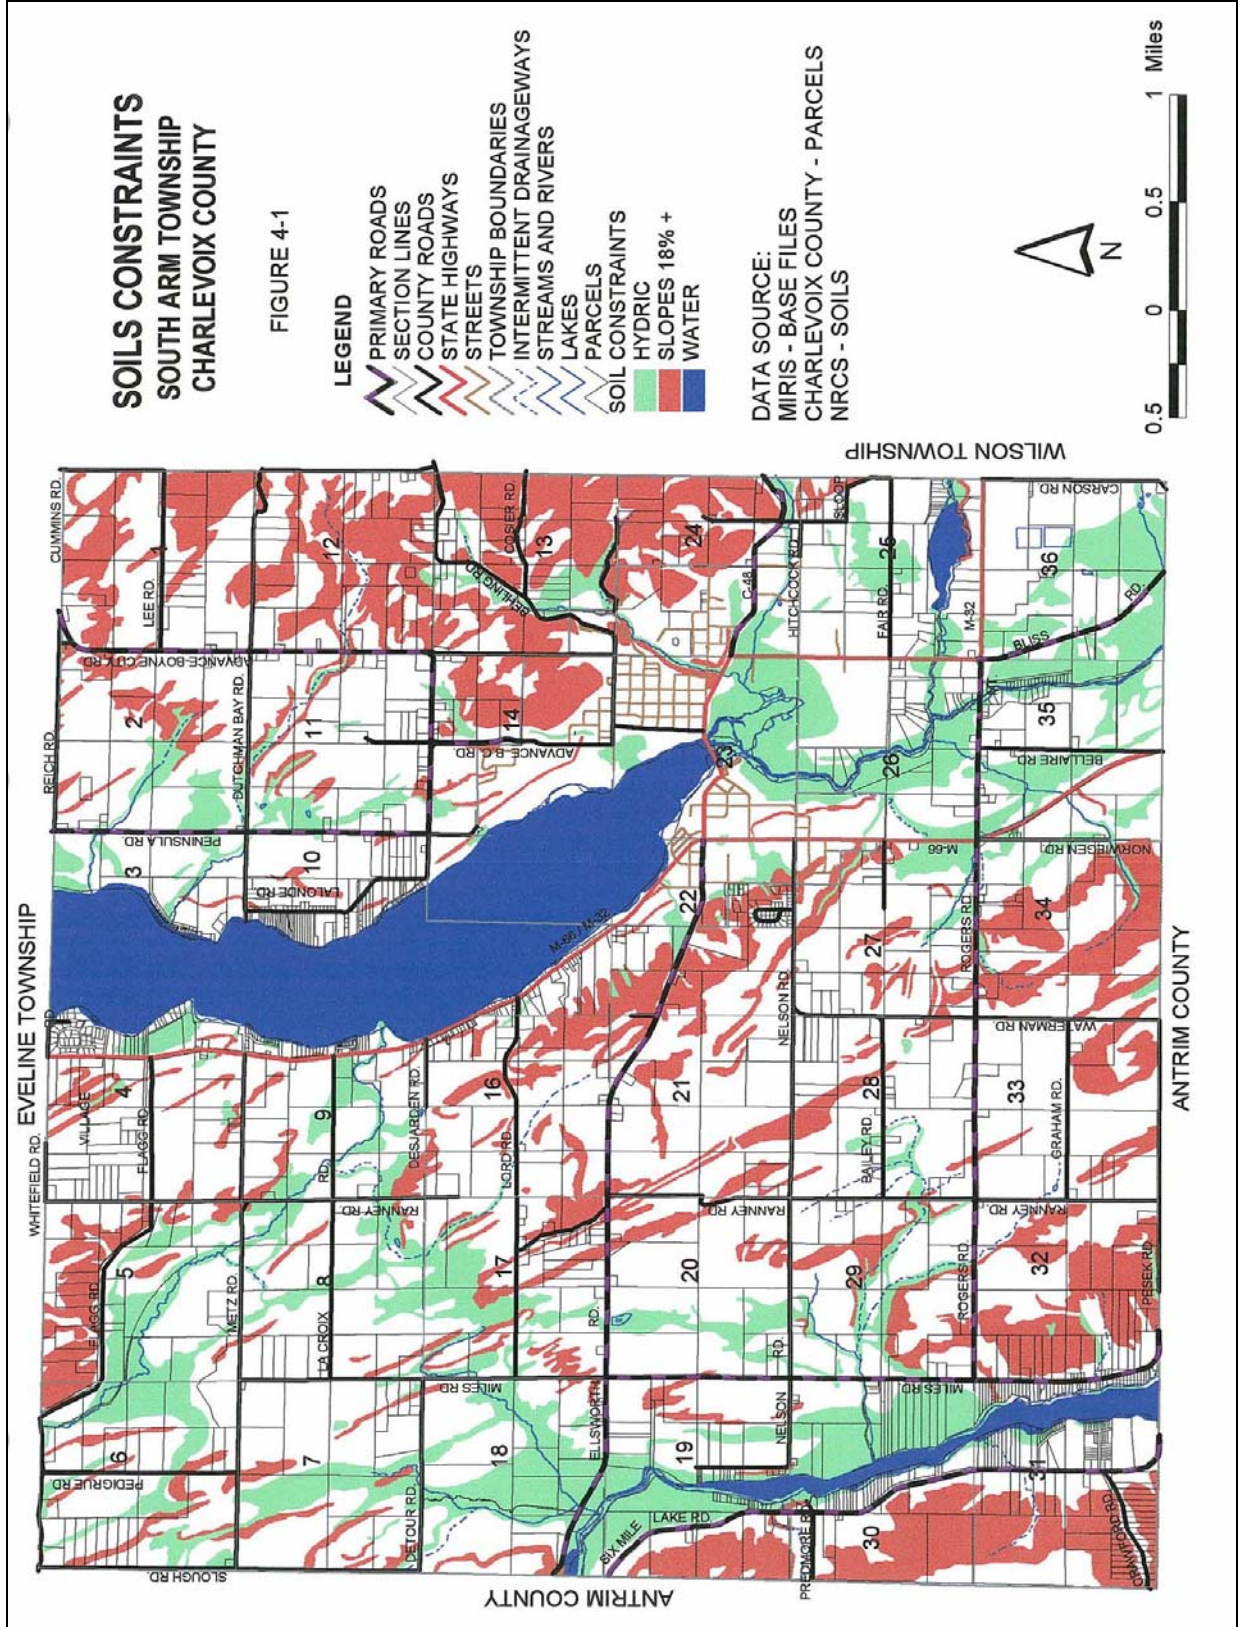 SOILS CONSTRAINTS
SOUTH ARM TOWNSHIP
CHARLEVOIX COUNTY
FIGURE 4-1
LEGEND
PRIMARY ROADS
SECTION LINES
COUNTY ROADS
STATE HIGHWAYS
STREETS
TOWNSHIP BOUNDARIES
INTERMITTENT DRAINAGEWAYS
STREAMS AND RIVERS
LAKES
PARCELS
SOIL CONSTRAINTS
HYDRIC
SLOPES 18% +
WATER
DATA SOURCE:
MIRIS - BASE FILES
CHARLEVOIX COUNTY - PARCELS
NRCS - SOILS
N
0.5 0 0.5 1 Miles
EVELINE TOWNSHIP
WILSON TOWNSHIP
ANTRIM COUNTY
ANTRIM COUNTY
WHITEFIELD RD.
REICH RD.
CUMMINS RD.
SLOUGH RD.
PEDIGRUE RD
6
FLAGG RD.
5
FLAGG RD
VILLAGE
RD
4
3
PENINSULA RD.
2
ADVANCE-BOYNE CITY RD
LEE RD.
1
METZ RD.
DUTCHMAN BAY RD.
7
LA CROIX
RD.
8
9
10
LALONDE RD
11
12
DETOUR RD.
MILES RD
RANNEY RD.
DESJARDEN RD.
18
17
LORD RD.
16
M-66 / M-32
ADVANCE B.C RD.
14
BEHLING RD.
COSIER RD.
13
ELLSWORTH
RD.
SIX MILE
LAKE RD
19
20
RANNEY RD.
21
22
23
24
C-48
PREDMORE RD.
NELSON
RD.
NELSON RD.
HITCHCOCK RD.
SLOOP
30
29
BAILEY RD.
28
27
26
FAIR RD.
25
MILES RD
ROGERS RD.
ROGERS RD.
M-66
M-32
MT.
BLISS
RD.
CRAWFORD RD.
31
32
RANNEY RD.
PESEK RD.
GRAHAM RD.
33
WATERMAN RD.
34
NORWIEGEN RD.
BELLAIRE RD
35
36
CARSON RD.